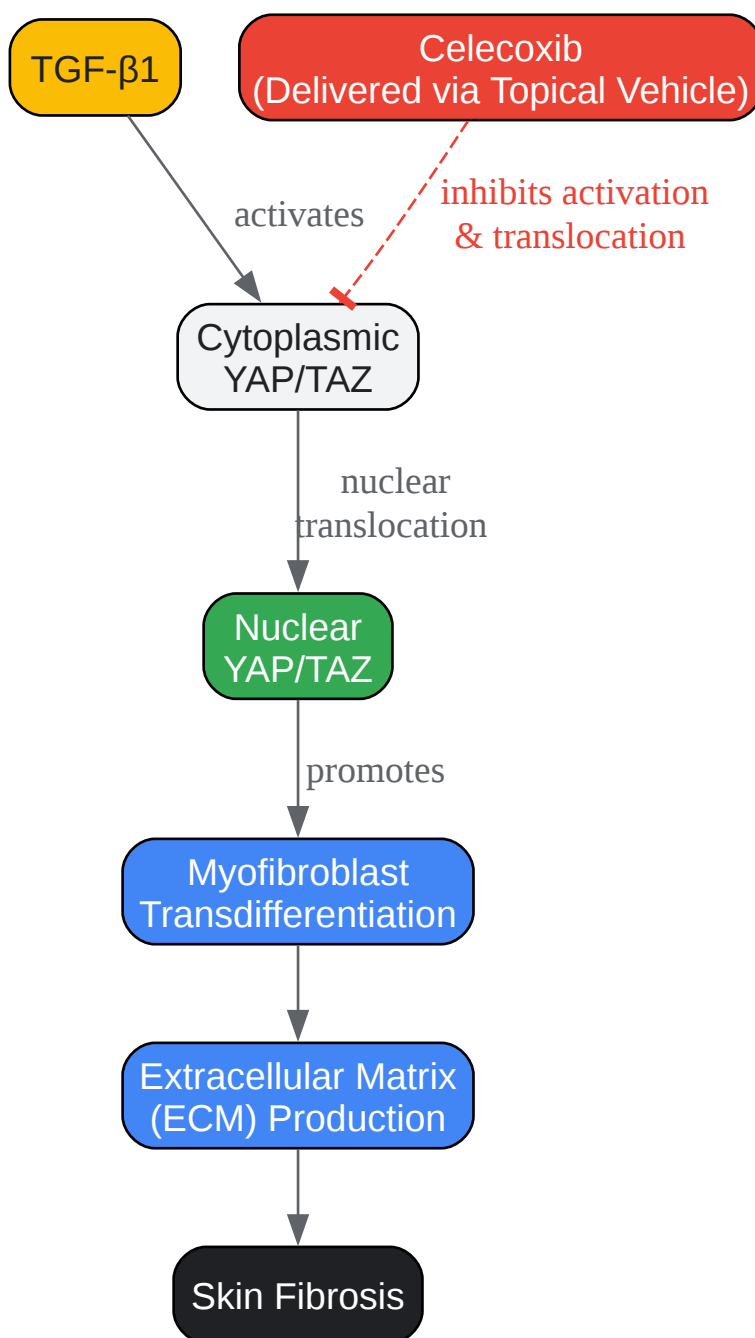 TGF-β1
Celecoxib
(Delivered via Topical Vehicle)
activates
inhibits activation
& translocation
Cytoplasmic
YAP/TAZ
nuclear
translocation
Nuclear
YAP/TAZ
promotes
Myofibroblast
Transdifferentiation
Extracellular Matrix
(ECM) Production
Skin Fibrosis